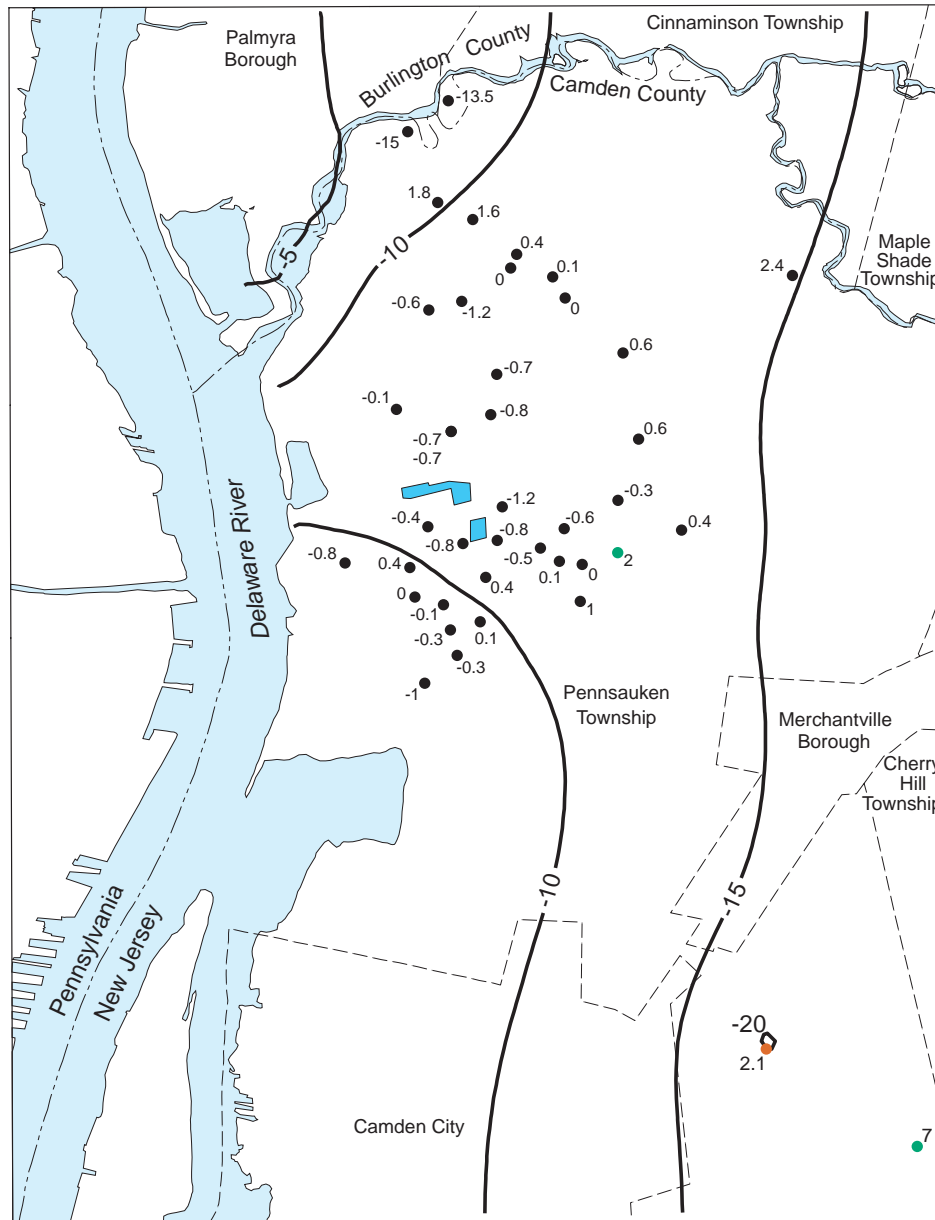 Cinnaminson Township
Palmyra
Borough
Burlington County
Camden County
-13.5
-15
1.8
1.6
-10
-5
0.4
0
0.1
0
2.4
Maple
Shade
Township
-0.6
-1.2
0.6
-0.7
-0.1
-0.8
-0.7
-0.7
0.6
-1.2
-0.3
-0.4
-0.6
0.4
-0.8
-0.8
-0.5
0.1
0
2
Delaware River
-0.8
0.4
0.4
0
-0.1
1
-0.3
0.1
-0.3
-1
Pennsauken
Township
Merchantville
Borough
Cherry
Hill
Township
-10
-15
Pennsylvania
New Jersey
-20
2.1
Camden City
7